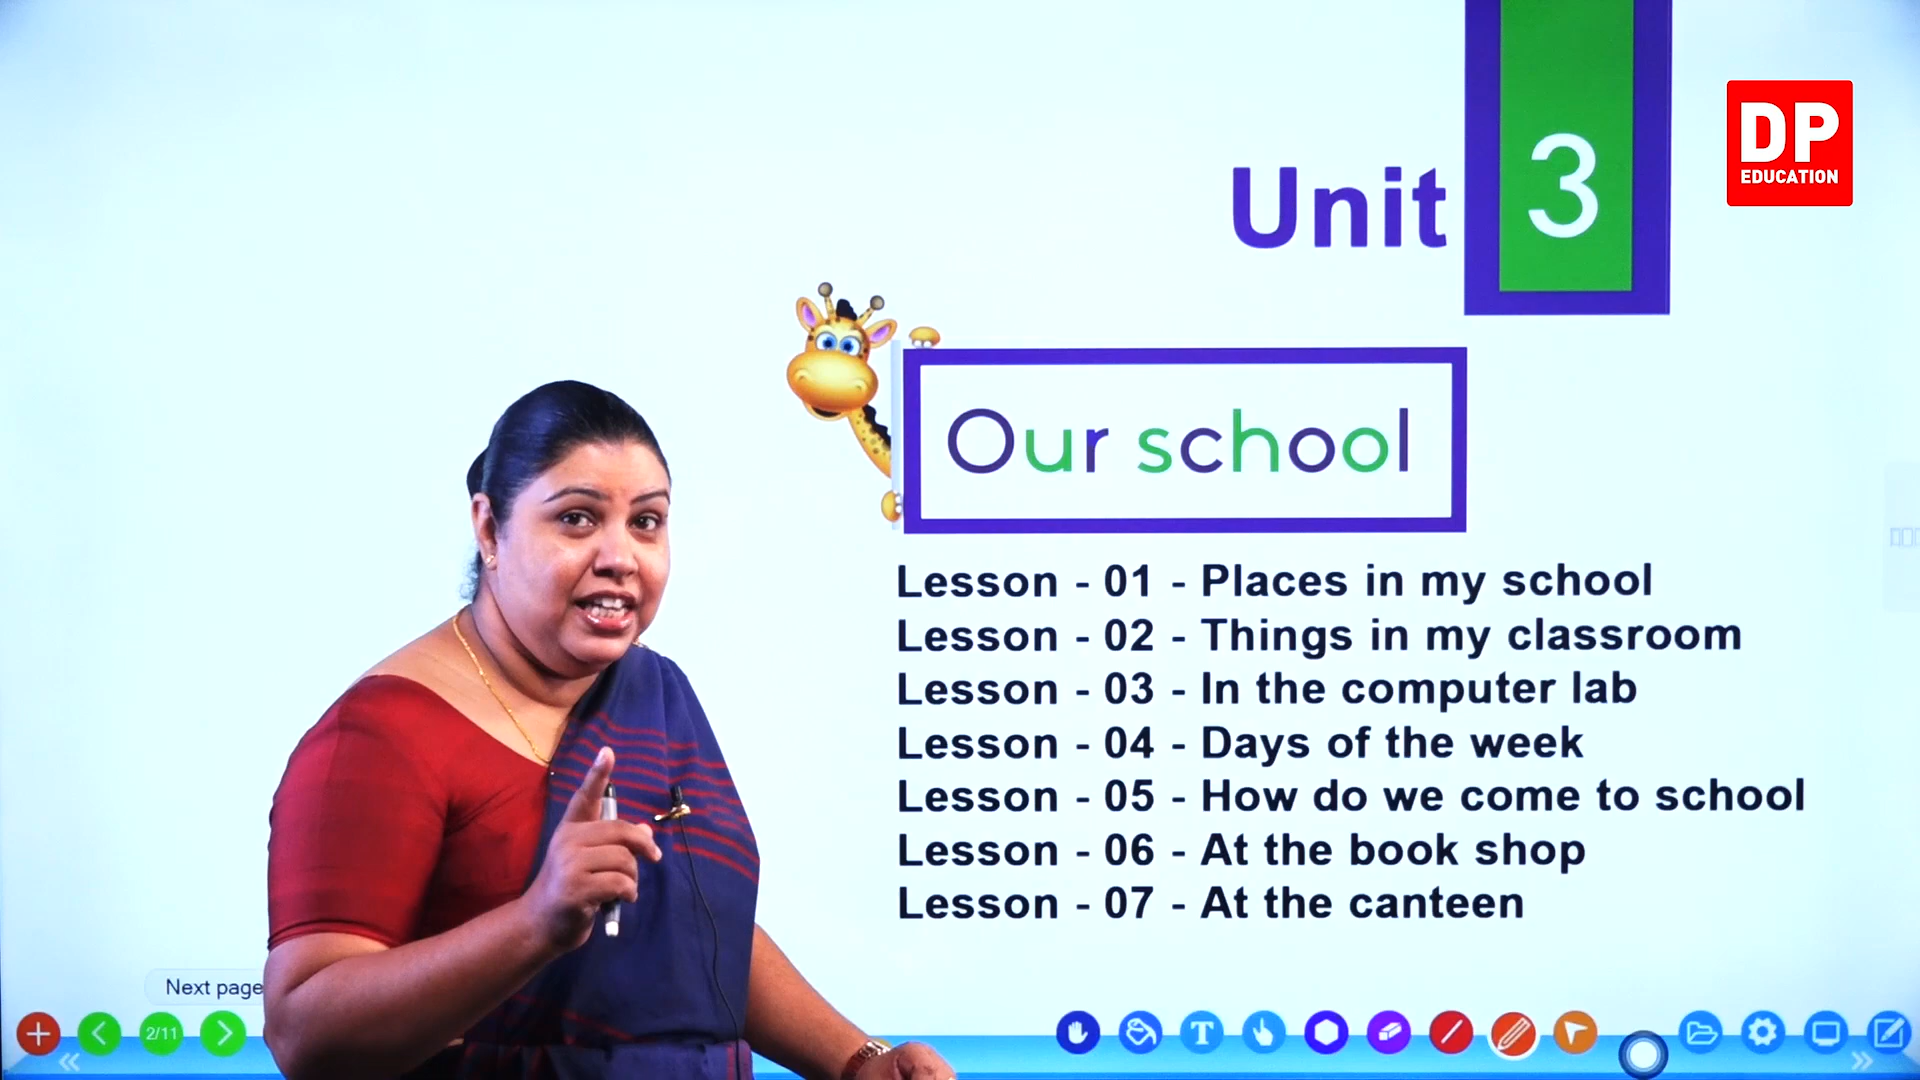 Unit 3
DP
EDUCATION
Our school
Lesson - 01 - Places in my school
Lesson - 02 - Things in my classroom
Lesson - 03 - In the computer lab
Lesson - 04 - Days of the week
Lesson - 05 - How do we come to school
Lesson - 06 - At the book shop
Lesson - 07 - At the canteen
Next page
2/11
T